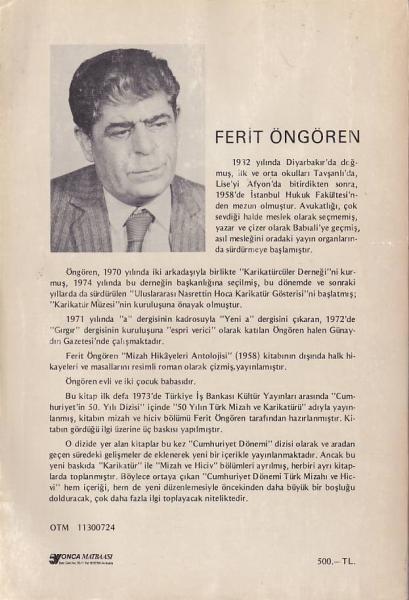 FERİT ÖNGÖREN
1932 yılında Diyarbakır'da doğ-
muş, ilk ve orta okulları Tavşanlı'da,
Lise'yi Afyon'da bitirdikten sonra,
1958'de İstanbul Hukuk Fakültesi'n-
den mezun olmuştur. Avukatlığı, çok
sevdiği halde meslek olarak seçmemiş,
yazar ve çizer olarak Babıali'ye geçmiş,
asıl mesleğini oradaki yayın organların-
da sürdürmeye başlamıştır.
Öngören, 1970 yılında iki arkadaşıyla birlikte "Karikatürcüler Derneği"ni kur-
muş, 1974 yılında bu derneğin başkanlığına seçilmiş, bu dönemde ve sonraki
yıllarda da sürdürülen "Uluslararası Nasrettin Hoca Karikatür Gösterisi"ni başlatmış;
"Karikatür Müzesi"nin kuruluşuna önayak olmuştur.
1971 yılında "a" dergisinin kadrosuyla "Yeni a" dergisini çıkaran, 1972'de
"Gırgır" dergisinin kuruluşuna "espri verici" olarak katılan Öngören halen Günay-
dın Gazetesi'nde çalışmaktadır.
Ferit Öngören "Mizah Hikâyeleri Antolojisi" (1958) kitabının dışında halk hi-
kayeleri ve masallarını resimli roman olarak çizmiş,yayınlamıştır.
Öngören evli ve iki çocuk babasıdır.
Bu kitap ilk defa 1973'de Türkiye İş Bankası Kültür Yayınları arasında "Cum-
huriyet'in 50. Yılı Dizisi" içinde "50 Yılın Türk Mizah ve Karikatürü" adıyla yayın-
lanmış, kitabın mizah ve hiciv bölümü Ferit Öngören tarafından hazırlanmıştır. Ki-
tabın gördüğü ilgi üzerine üç baskısı yapılmıştır.
O dizide yer alan kitaplar bu kez "Cumhuriyet Dönemi" dizisi olarak ve aradan
geçen süredeki gelişmeler de eklenerek yeni bir içerikle yayınlanmaktadır. Ancak bu
yeni baskıda "Karikatür" ile "Mizah ve Hiciv" bölümleri ayrılmış, herbiri ayrı kitap-
larda toplanmıştır. Böylece ortaya çıkan "Cumhuriyet Dönemi Türk Mizahı ve Hic-
vi" hem içeriği, hem de yeni düzenlemesiyle öncekinden daha büyük bir boşluğu
dolduracak, çok daha fazla ilgi toplayacak niteliktedir.
OTM 11300724
YONCA MATBAASI
500.— TL.